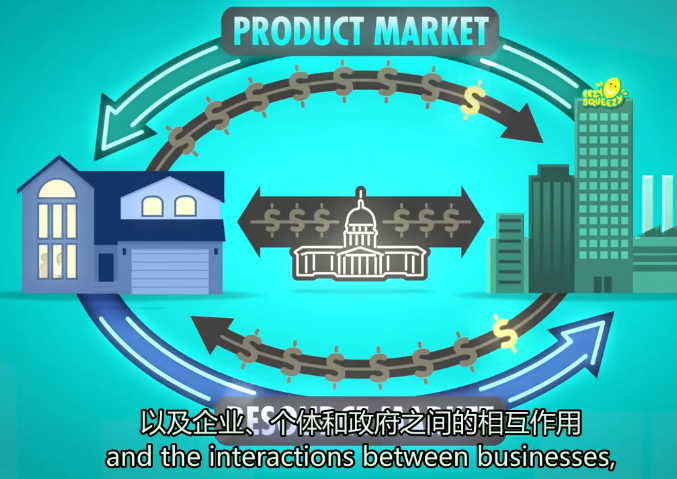 PRODUCT MARKET
EEZY
SQUEEZY
$ $ $ $ $ $ $
$ $ $ $ $ $
$ $ $ $ $ $
以及企业、个体和政府之间的相互作用
and the interactions between businesses,